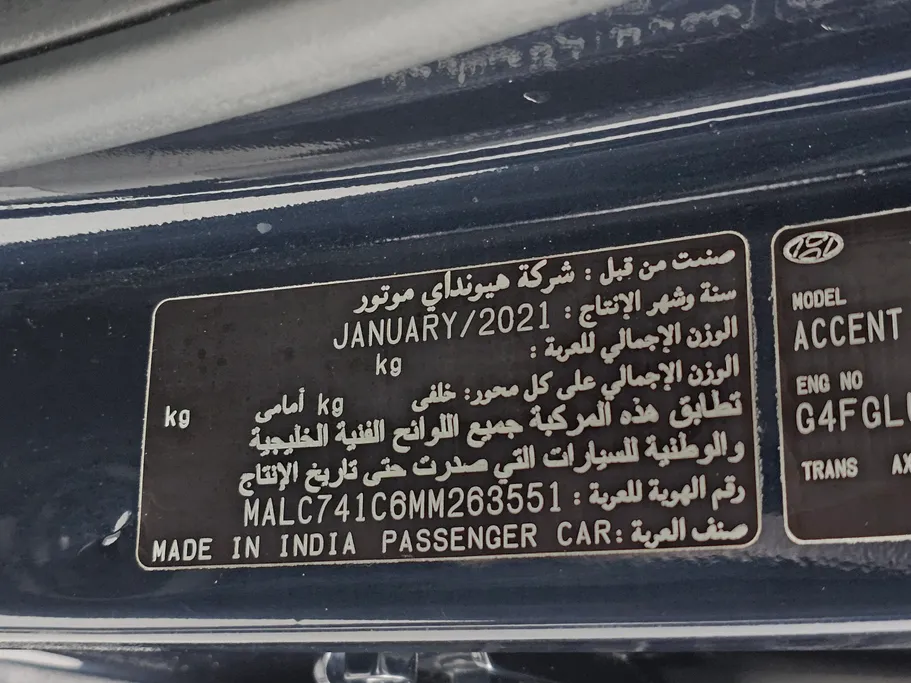 صنعت من قبل : شركة هيونداي موتور
سنة وشهر الإنتاج : JANUARY/2021
الوزن الإجمالي للعربة : kg
الوزن الإجمالي على كل محور: خلفي kg أمامي kg
تطابق هذه المركبة جميع اللوائح الفنية الخليجية
والوطنية للسيارات التي صدرت حتى تاريخ الإنتاج
رقم الهوية للعربة : MALC741C6MM263551
صنف العربة : PASSENGER CAR MADE IN INDIA
MODEL
ACCENT
ENG NO
G4FGL
TRANS